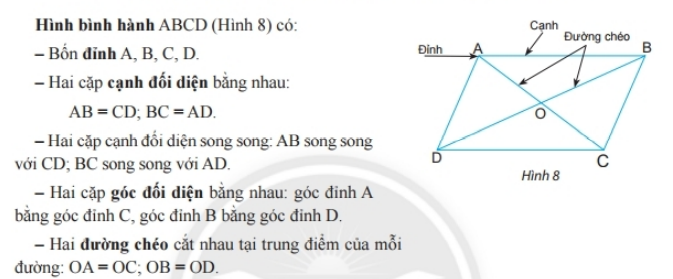 Hình bình hành ABCD (Hình 8) có:
– Bốn đỉnh A, B, C, D.
– Hai cặp cạnh đối diện bằng nhau:
AB = CD; BC = AD.
– Hai cặp cạnh đối diện song song: AB song song
với CD; BC song song với AD.
– Hai cặp góc đối diện bằng nhau: góc đỉnh A
bằng góc đỉnh C, góc đỉnh B bằng góc đỉnh D.
– Hai đường chéo cắt nhau tại trung điểm của mỗi
đường: OA = OC; OB = OD.
Cạnh
Đường chéo
Đỉnh
A
B
O
D
C
Hình 8